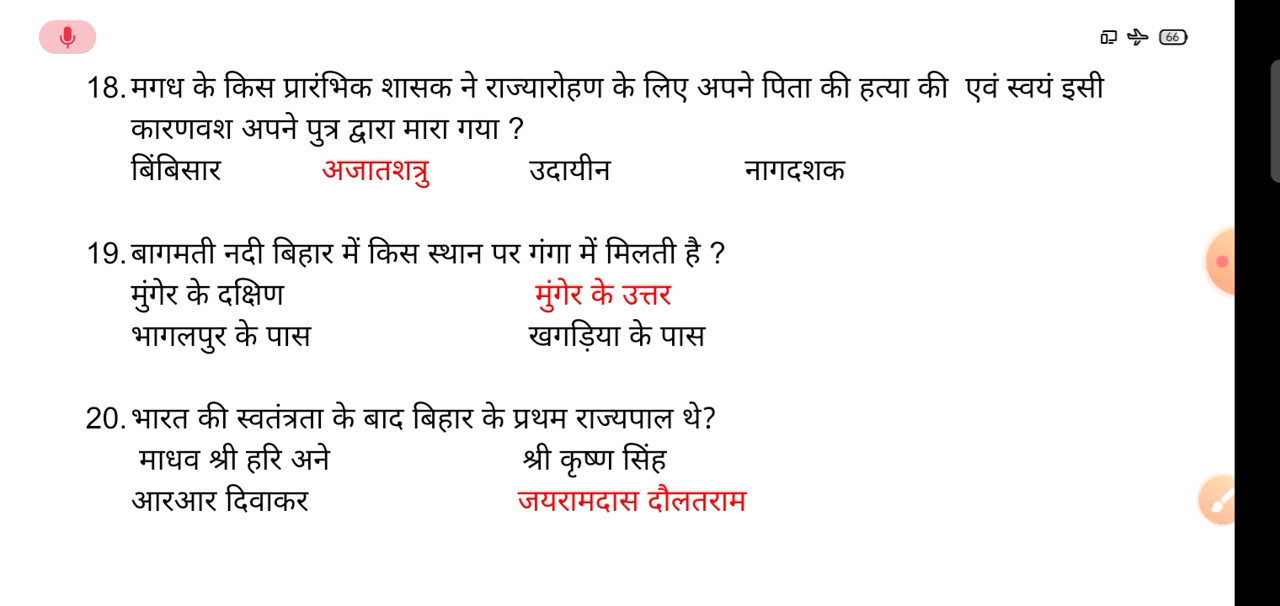 66
18. मगध के किस प्रारंभिक शासक ने राज्यारोहण के लिए अपने पिता की हत्या की एवं स्वयं इसी
कारणवश अपने पुत्र द्वारा मारा गया ?
बिंबिसार अजातशत्रु उदायीन नागदशक
19. बागमती नदी बिहार में किस स्थान पर गंगा में मिलती है ?
मुंगेर के दक्षिण मुंगेर के उत्तर
भागलपुर के पास खगड़िया के पास
20. भारत की स्वतंत्रता के बाद बिहार के प्रथम राज्यपाल थे?
माधव श्री हरि अने श्री कृष्ण सिंह
आरआर दिवाकर जयरामदास दौलतराम